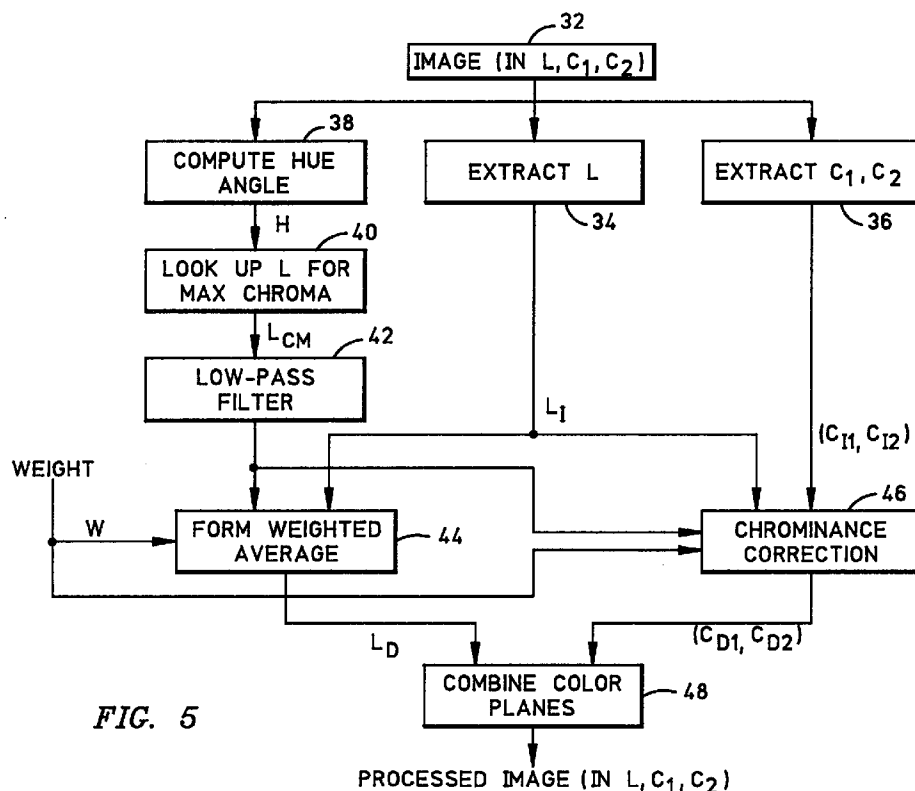 32
IMAGE (IN L, C1, C2)
38
COMPUTE HUE
ANGLE
EXTRACT L
34
EXTRACT C1, C2
36
H
40
LOOK UP L FOR
MAX CHROMA
LCM
42
LOW-PASS
FILTER
LI
(CI1, CI2)
WEIGHT
W
FORM WEIGHTED
AVERAGE
44
46
CHROMINANCE
CORRECTION
LD
(CD1, CD2)
COMBINE COLOR
PLANES
48
FIG. 5
PROCESSED IMAGE (IN L, C1, C2)